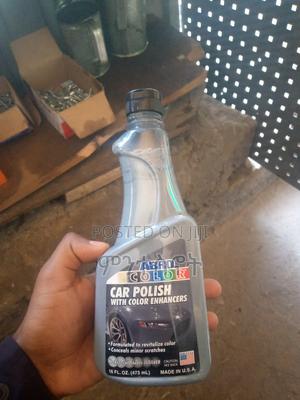 POSTED ON JIJI
ABRO
COLOR
CAR POLISH
WITH COLOR ENHANCERS
•Formulated to revitalize color
•Conceals minor scratches
16 FL. OZ. (473 mL)
MADE IN U.S.A.